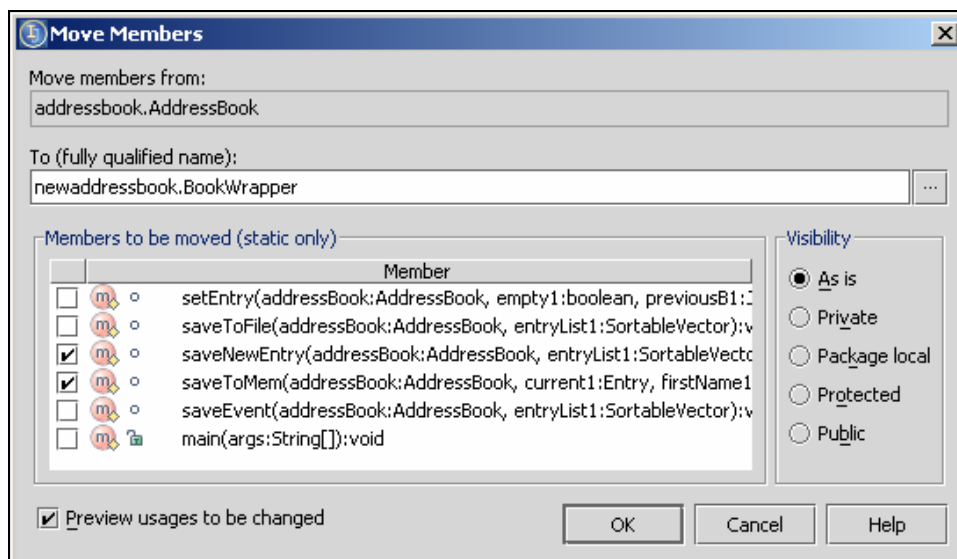 Move Members
Move members from:
addressbook.AddressBook
To (fully qualified name):
newaddressbook.BookWrapper
...
Members to be moved (static only)
Member
setEntry(addressBook:AddressBook, empty1:boolean, previousB1:
saveToFile(addressBook:AddressBook, entryList1:SortableVector):v
saveNewEntry(addressBook:AddressBook, entryList1:SortableVecto
saveToMem(addressBook:AddressBook, current1:Entry, firstName1
saveEvent(addressBook:AddressBook, entryList1:SortableVector):v
main(args:String[]):void
Visibility
As is
Private
Package local
Protected
Public
Preview usages to be changed
OK
Cancel
Help